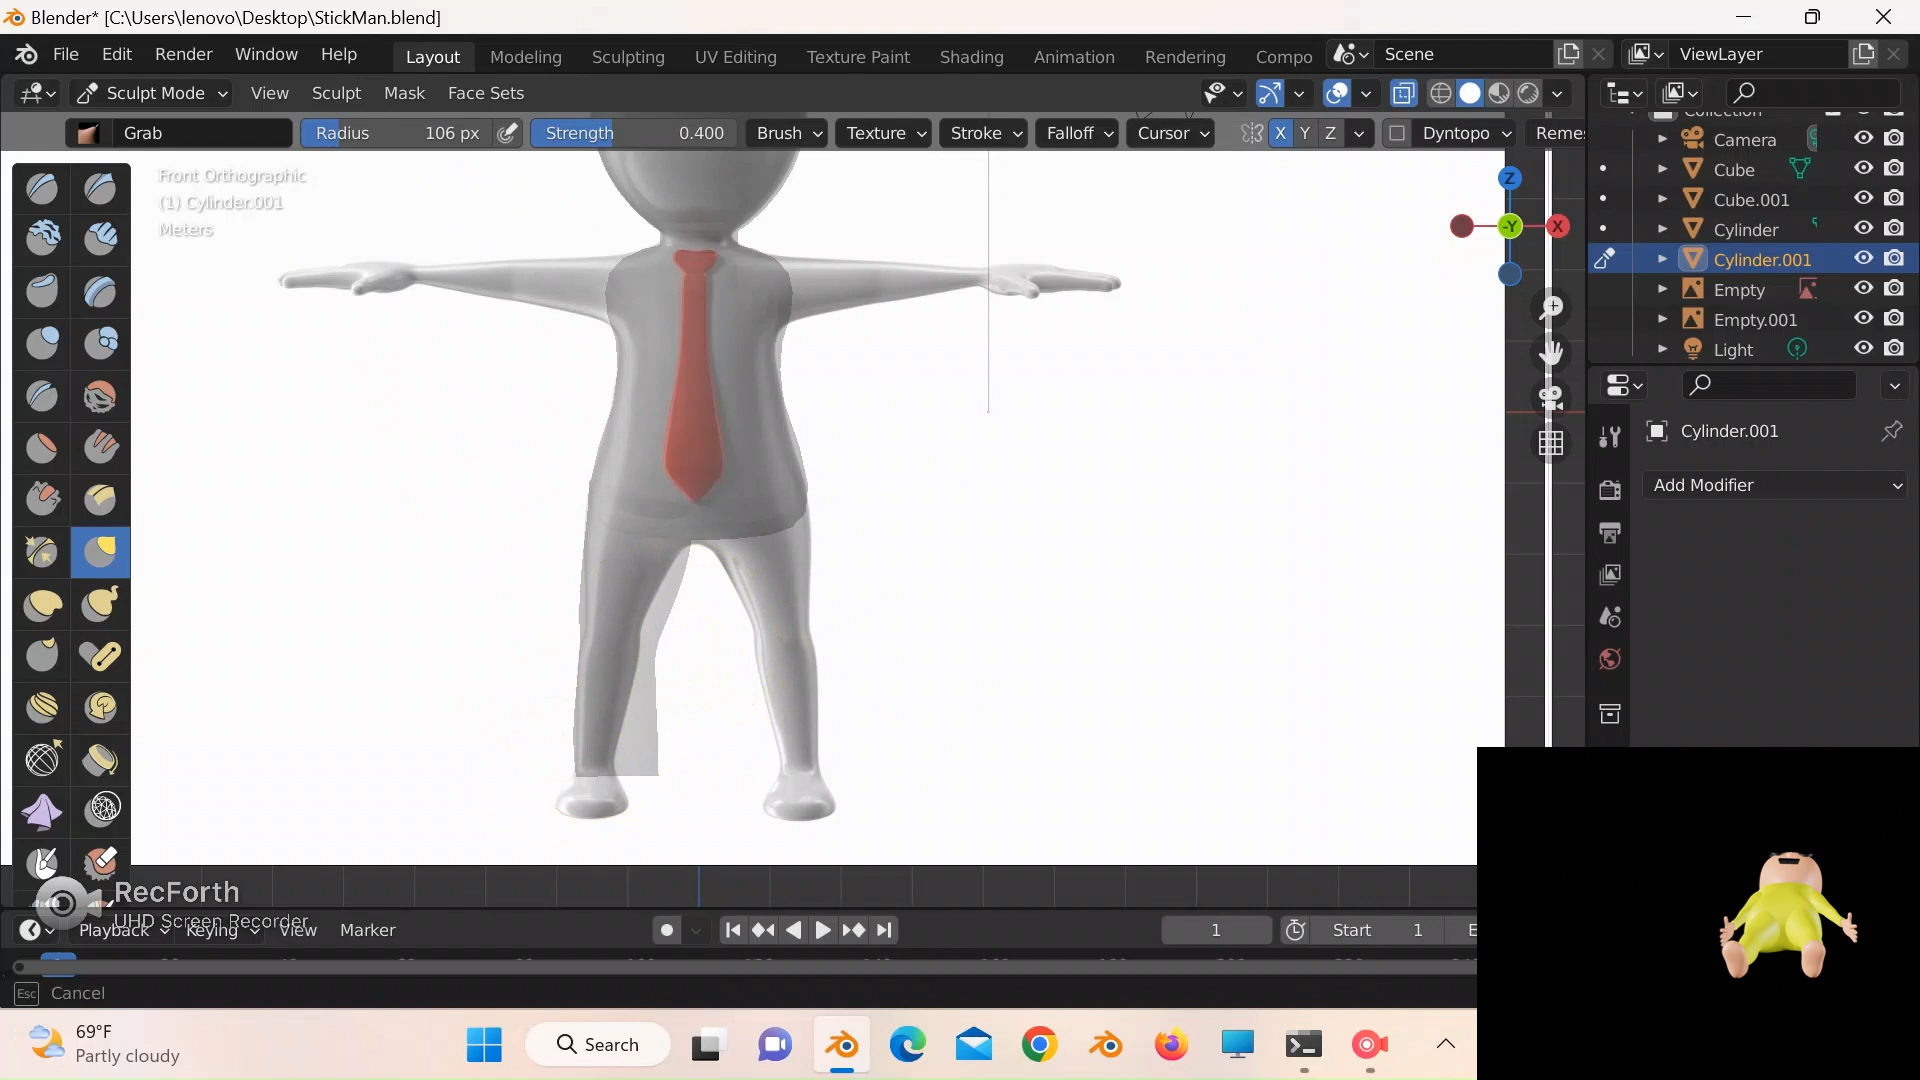 Blender* [C:\Users\lenovo\Desktop\StickMan.blend]
File Edit Render Window Help Layout Modeling Sculpting UV Editing Texture Paint Shading Animation Rendering Compo Scene ViewLayer
Sculpt Mode View Sculpt Mask Face Sets
Grab Radius 106 px Strength 0.400 Brush Texture Stroke Falloff Cursor X Y Z Dyntopo Remes
Front Orthographic
(1) Cylinder.001
Meters
Z
-Y X
Collection
Camera
Cube
Cube.001
Cylinder
Cylinder.001
Empty
Empty.001
Light
Cylinder.001
Add Modifier
RecForth
UHD Screen Recorder
Playback Keying View Marker 1 Start 1 E
Esc Cancel
69°F
Partly cloudy
Search